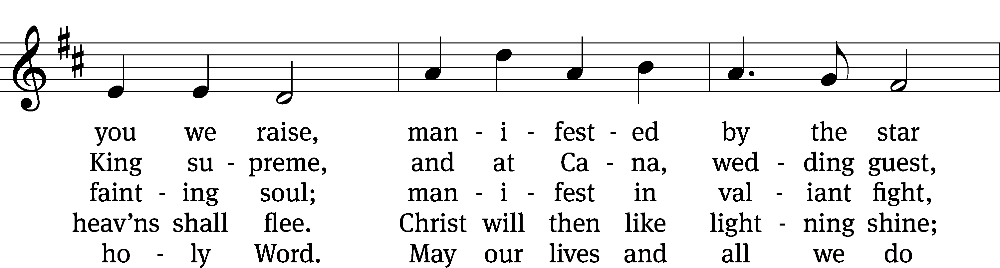 you we raise, man - i - fest - ed by the star
King su - preme, and at Ca - na, wed - ding guest,
faint - ing soul; man - i - fest in val - iant fight,
heav’ns shall flee. Christ will then like light - ning shine;
ho - ly Word. May our lives and all we do